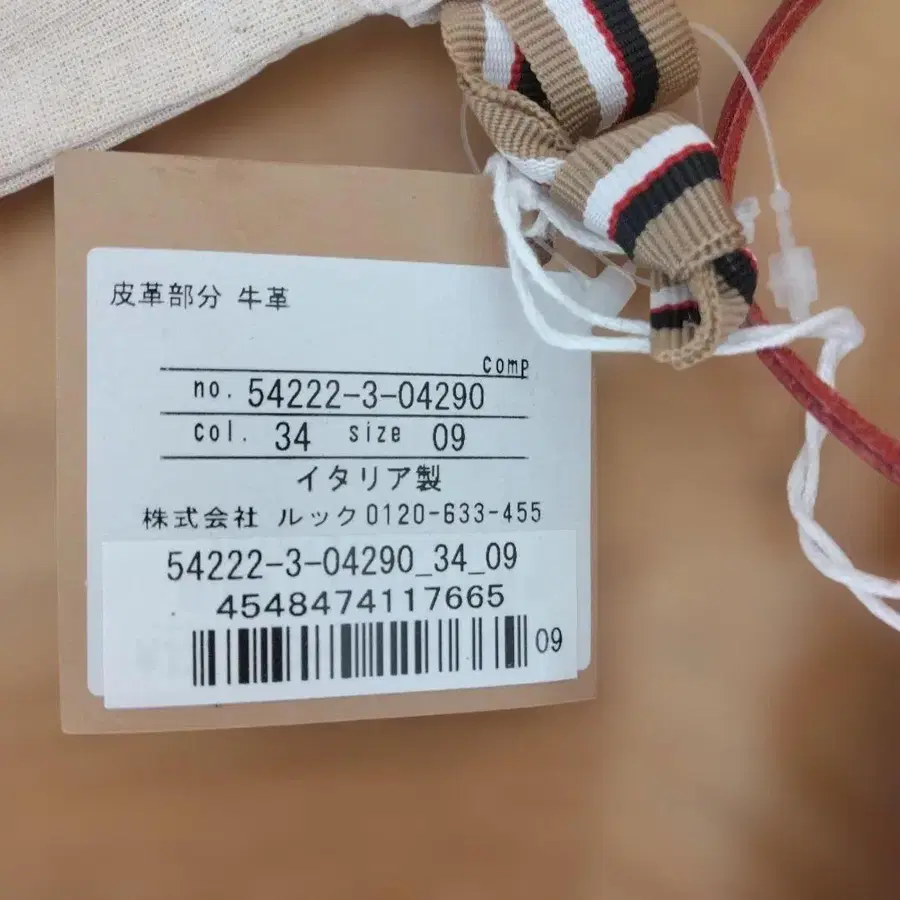 皮革部分 牛革
comp
no. 54222-3-04290
col. 34 size 09
イタリア製
株式会社 ルック 0120-633-455
54222-3-04290_34_09
4548474117665
09